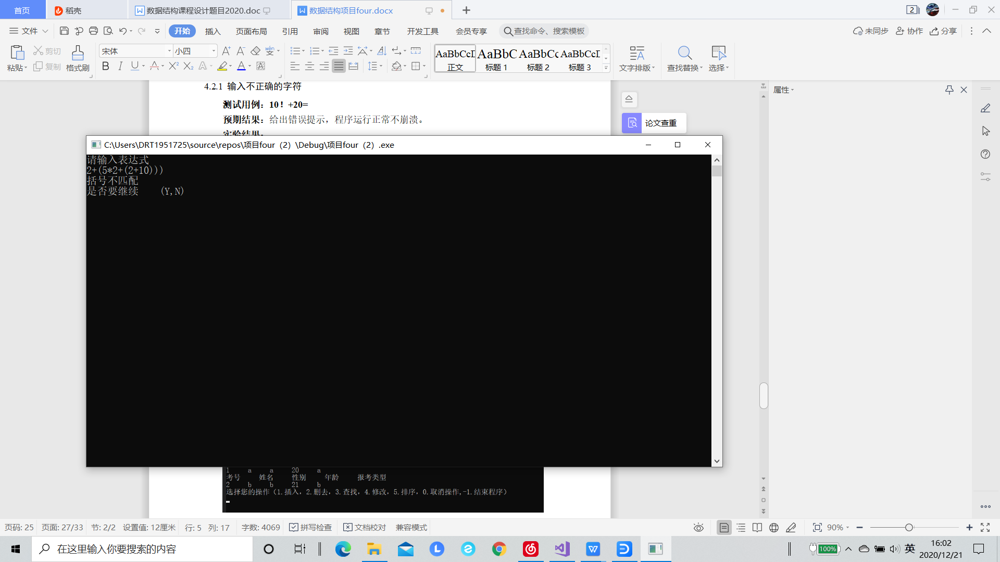 首页
稻壳
数据结构课程设计题目2020.doc
数据结构项目four.docx
2
文件
开始
插入
页面布局
引用
审阅
视图
章节
开发工具
会员专享
查找命令、搜索模板
未同步
协作
分享
粘贴
剪切
复制
格式刷
宋体
小四
AaBbCcD
正文
AaBbC
标题 1
AaBbCc
标题 2
AaBbCcD
标题 3
文字排版
查找替换
选择
4.2.1 输入不正确的字符
测试用例：10！+20=
预期结果：给出错误提示，程序运行正常不崩溃。
实验结果：
论文查重
属性
C:\Users\DRT1951725\source\repos\项目four（2）\Debug\项目four（2）.exe
请输入表达式
2+(5*2+(2+10)))
括号不匹配
是否要继续 (Y,N)
1 a a 20 a
考号 姓名 性别 年龄 报考类型
2 b b 21 b
选择您的操作（1.插入，2.删去，3.查找，4.修改，5.排序，0.取消操作,-1.结束程序）
页码: 25 页面: 27/33 节: 2/2 设置值: 12厘米 行: 5 列: 17 字数: 4069 拼写检查 文档校对 兼容模式 90%
在这里输入你要搜索的内容
100%
英
16:02
2020/12/21